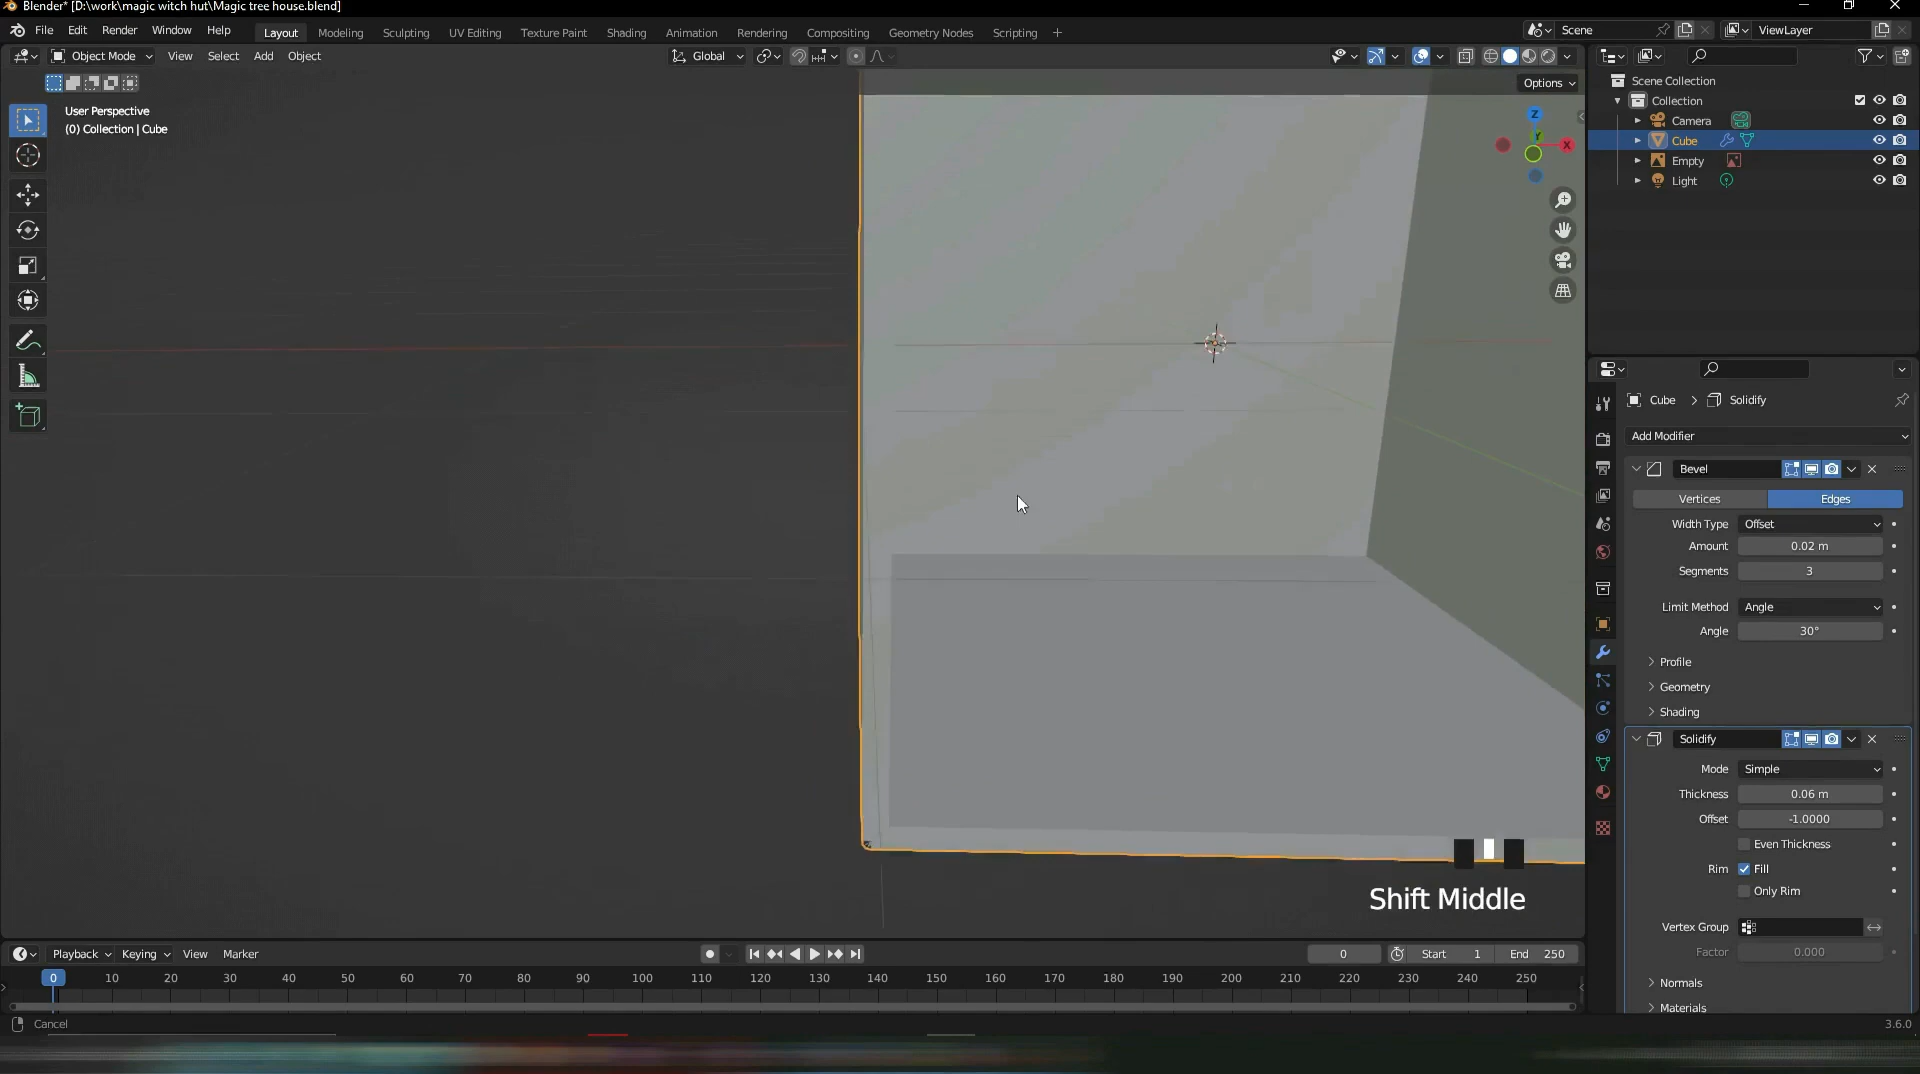 Blender* [D:\work\magic witch hut\Magic tree house.blend]
File Edit Render Window Help Layout Modeling Sculpting UV Editing Texture Paint Shading Animation Rendering Compositing Geometry Nodes Scripting + Scene ViewLayer
Object Mode View Select Add Object Global
Options
User Perspective
(0) Collection | Cube
Z
Y
X
Scene Collection
Collection
Camera
Cube
Empty
Light
Cube > Solidify
Add Modifier
Bevel
Vertices Edges
Width Type Offset
Amount 0.02 m
Segments 3
Limit Method Angle
Angle 30°
Profile
Geometry
Shading
Solidify
Mode Simple
Thickness 0.06 m
Offset -1.0000
Even Thickness
Rim Fill
Only Rim
Vertex Group
Factor 0.000
Normals
Materials
Shift Middle
Playback Keying View Marker 0 Start 1 End 250
0 10 20 30 40 50 60 70 80 90 100 110 120 130 140 150 160 170 180 190 200 210 220 230 240 250
Cancel
3.6.0